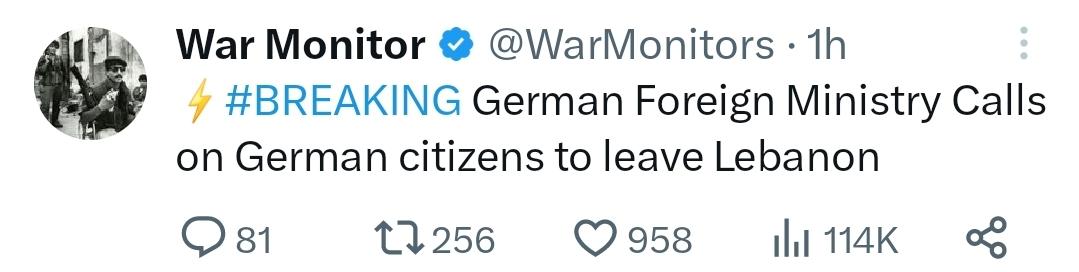 War Monitor @WarMonitors · 1h
⚡ #BREAKING German Foreign Ministry Calls
on German citizens to leave Lebanon
81 256 958 114K